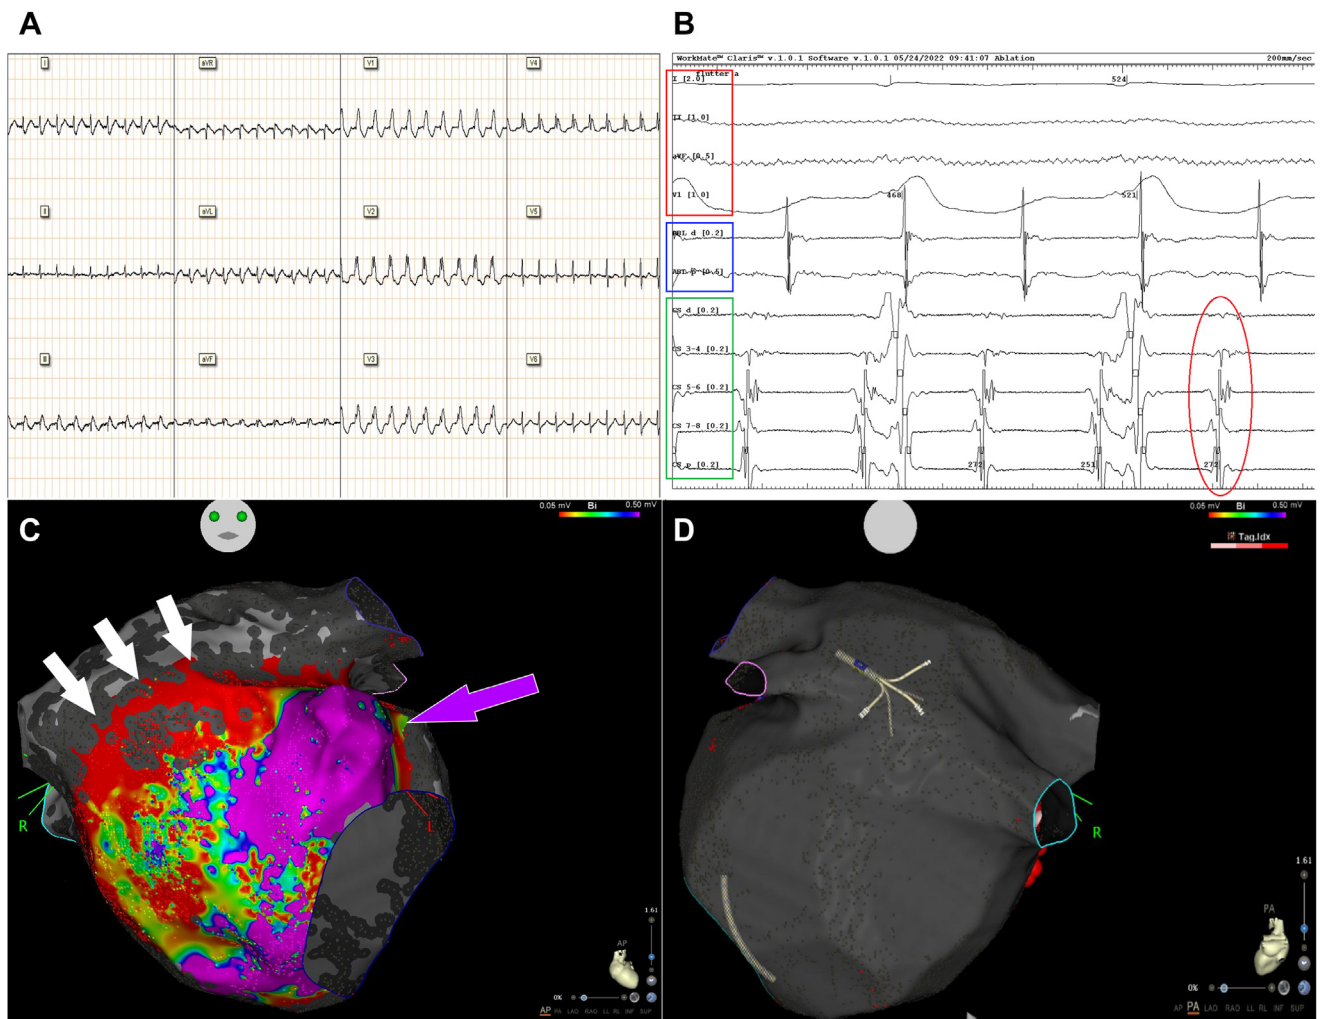 A
B
I
aVR
V1
V4
II
aVL
V2
V5
III
aVF
V3
V6
WorkMate™ Claris™ v.1.0.1 Software v.1.0.1 05/24/2022 09:41:07 Ablation
200mm/sec
flutter a
I [2.0]
524
II [1.0]
aVF [0.5]
V1 [1.0]
468
521
ABL d [0.2]
[0.5]
CS d [0.2]
CS 3-4 [0.2]
CS 5-6 [0.2]
CS 7-8 [0.2]
CS p [0.2]
272
251
272
C
0.05 mV Bi 0.50 mV
R
L
1.61
AP
0%
AP PA LAO RAO LL RL INF SUP
D
0.05 mV Bi 0.50 mV
Tag.Idx
R
1.61
PA
0%
AP PA LAO RAO LL RL INF SUP